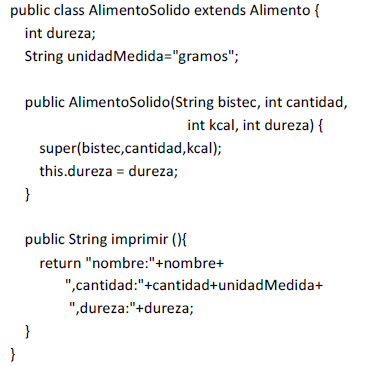 public class AlimentoSolido extends Alimento {
int dureza;
String unidadMedida="gramos";
public AlimentoSolido(String bistec, int cantidad,
int kcal, int dureza) {
super(bistec,cantidad,kcal);
this.dureza = dureza;
}
public String imprimir (){
return "nombre:"+nombre+
",cantidad:"+cantidad+unidadMedida+
",dureza:"+dureza;
}
}